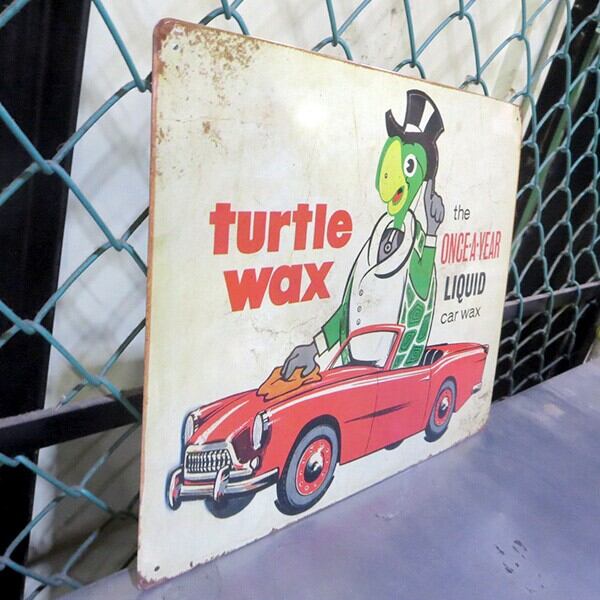 turtle
wax
the
ONCE-A-YEAR
LIQUID
car wax